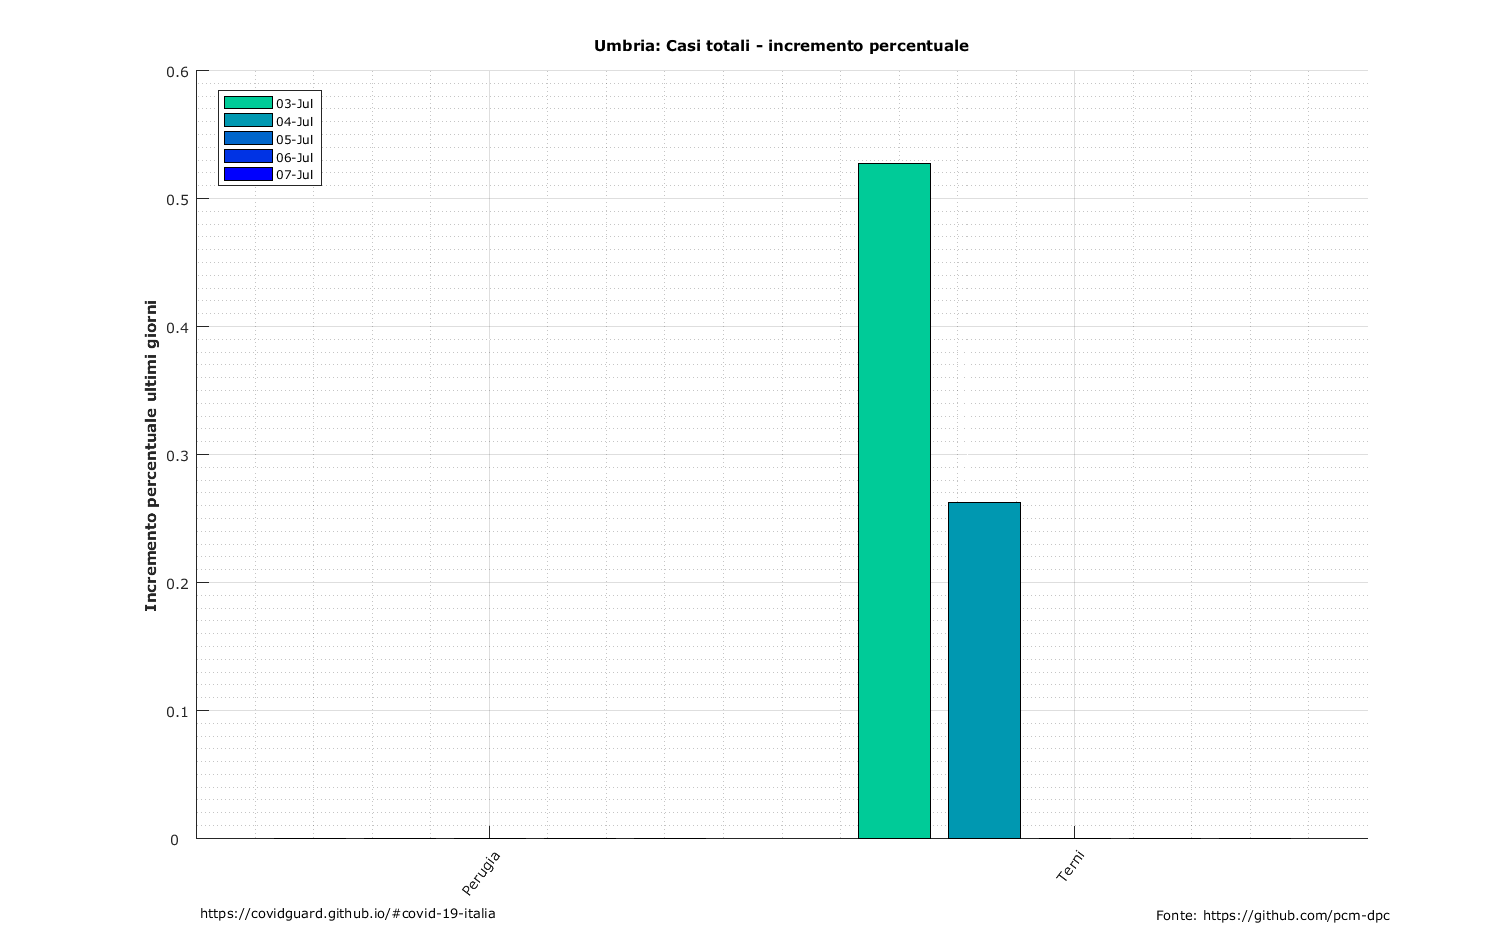 Umbria: Casi totali - incremento percentuale
03-Jul
04-Jul
05-Jul
06-Jul
07-Jul
Incremento percentuale ultimi giorni
0.6
0.5
0.4
0.3
0.2
0.1
0
Perugia
Terni
https://covidguard.github.io/#covid-19-italia
Fonte: https://github.com/pcm-dpc